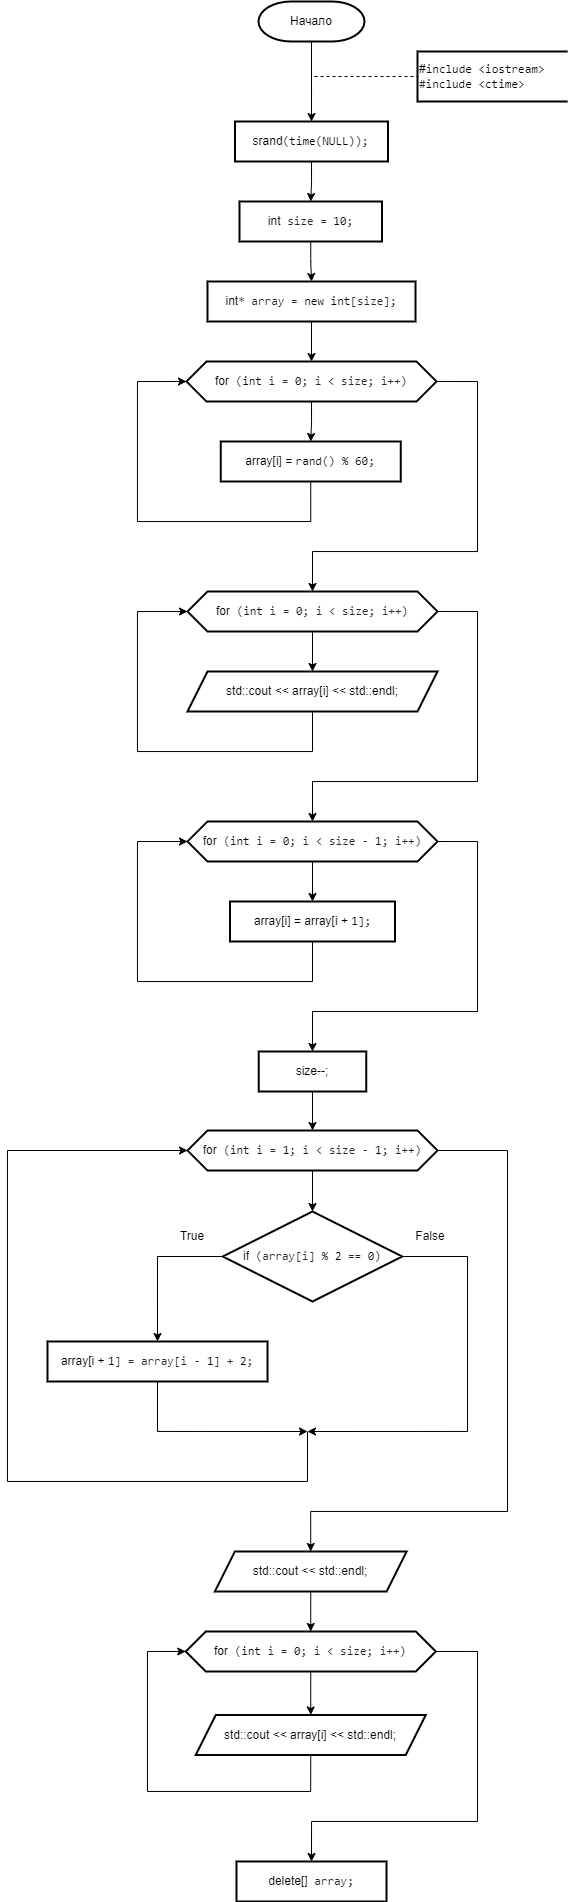 Начало
#include <iostream>
#include <ctime>
srand(time(NULL));
int size = 10;
int* array = new int[size];
for (int i = 0; i < size; i++)
array[i] = rand() % 60;
for (int i = 0; i < size; i++)
std::cout << array[i] << std::endl;
for (int i = 0; i < size - 1; i++)
array[i] = array[i + 1];
size--;
for (int i = 1; i < size - 1; i++)
True
False
if (array[i] % 2 == 0)
array[i + 1] = array[i - 1] + 2;
std::cout << std::endl;
for (int i = 0; i < size; i++)
std::cout << array[i] << std::endl;
delete[] array;